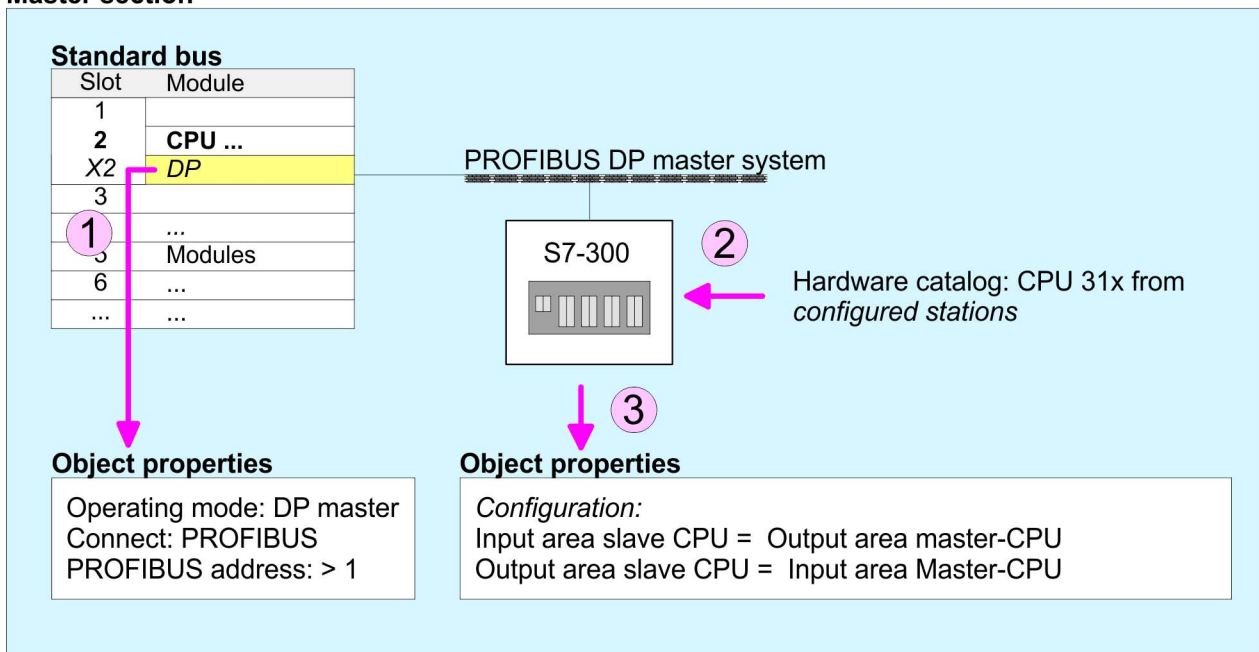 Master section
Standard bus
Slot Module
1
2 CPU ...
X2 DP
3
...
5 Modules
6 ...
... ...
1
PROFIBUS DP master system
S7-300
2
Hardware catalog: CPU 31x from
configured stations
3
Object properties
Operating mode: DP master
Connect: PROFIBUS
PROFIBUS address: > 1
Object properties
Configuration:
Input area slave CPU = Output area master-CPU
Output area slave CPU = Input area Master-CPU